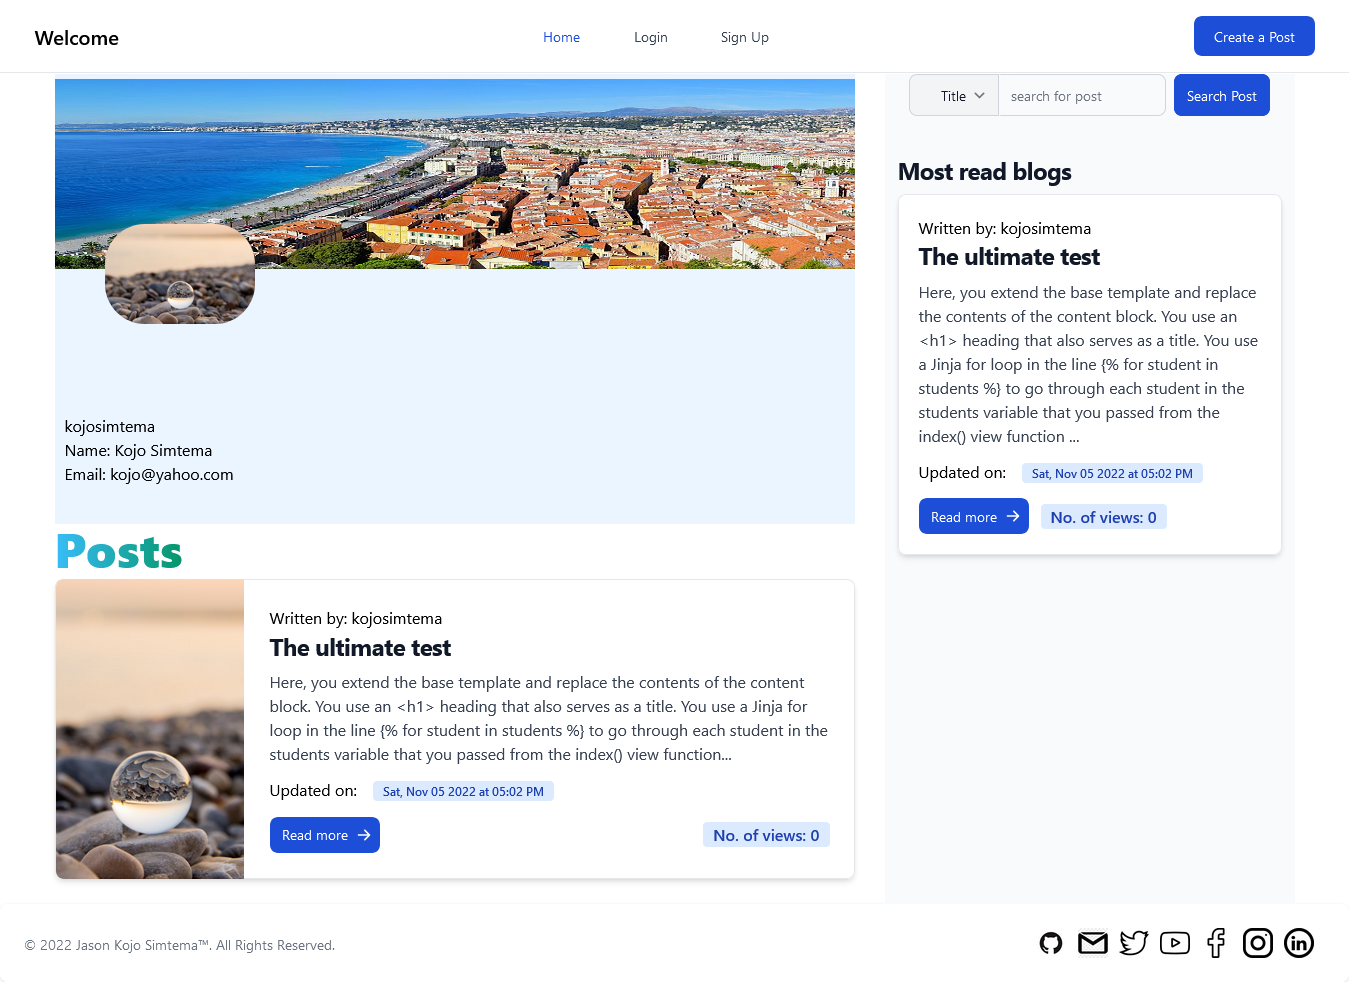 Welcome
Home
Login
Sign Up
Create a Post
Title
search for post
Search Post
kojosimtema
Name: Kojo Simtema
Email: kojo@yahoo.com
Posts
Written by: kojosimtema
The ultimate test
Here, you extend the base template and replace the contents of the content
block. You use an <h1> heading that also serves as a title. You use a Jinja for
loop in the line {% for student in students %} to go through each student in the
students variable that you passed from the index() view function...
Updated on: Sat, Nov 05 2022 at 05:02 PM
Read more
No. of views: 0
Most read blogs
Written by: kojosimtema
The ultimate test
Here, you extend the base template and replace
the contents of the content block. You use an
<h1> heading that also serves as a title. You use
a Jinja for loop in the line {% for student in
students %} to go through each student in the
students variable that you passed from the
index() view function ...
Updated on: Sat, Nov 05 2022 at 05:02 PM
Read more
No. of views: 0
© 2022 Jason Kojo Simtema™. All Rights Reserved.
in